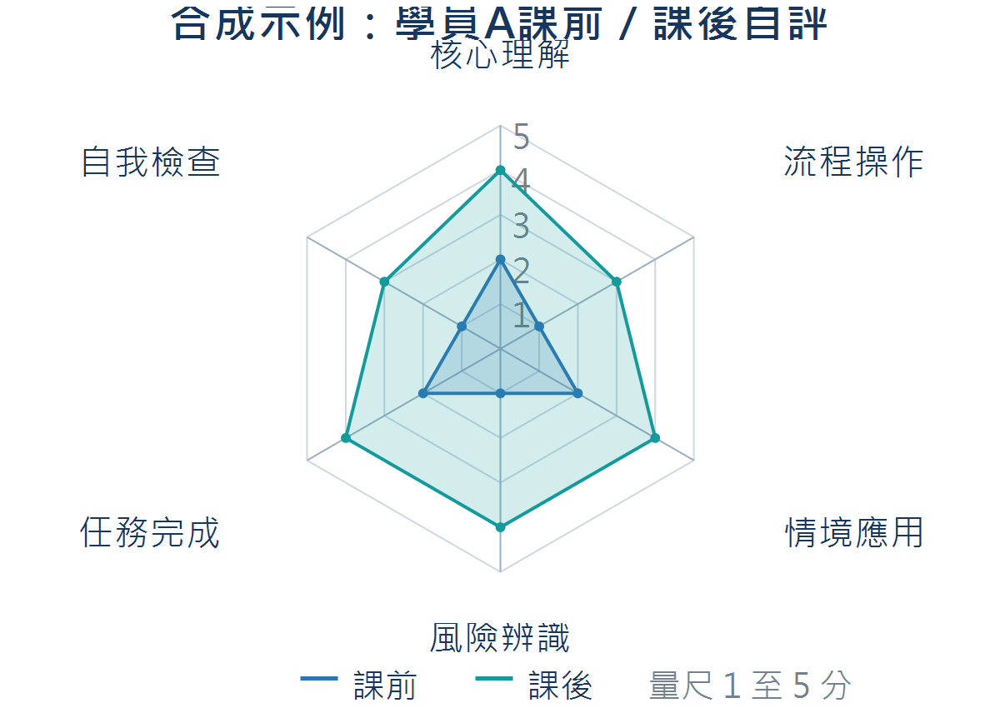 合成示例：學員A課前 / 課後自評
核心理解
自我檢查
流程操作
5
4
3
2
1
任務完成
情境應用
風險辨識
課前
課後
量尺 1 至 5 分